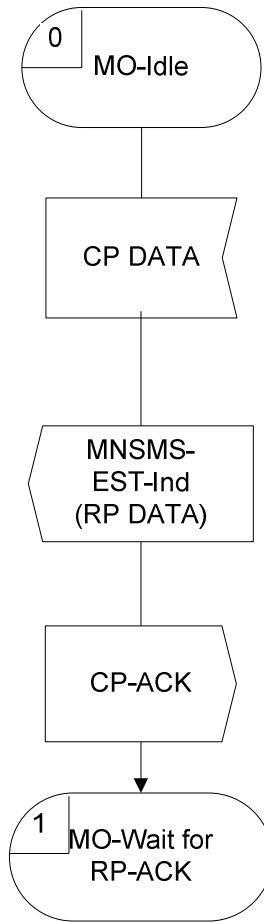 0
MO-Idle
CP DATA
MNSMS-
EST-Ind
(RP DATA)
CP-ACK
1
MO-Wait for
RP-ACK